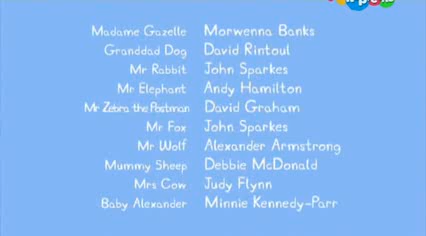 Madame Gazelle Morwenna Banks
Granddad Dog David Rintoul
Mr Rabbit John Sparkes
Mr Elephant Andy Hamilton
Mr Zebra the Postman David Graham
Mr Fox John Sparkes
Mr Wolf Alexander Armstrong
Mummy Sheep Debbie McDonald
Mrs Cow Judy Flynn
Baby Alexander Minnie Kennedy-Parr